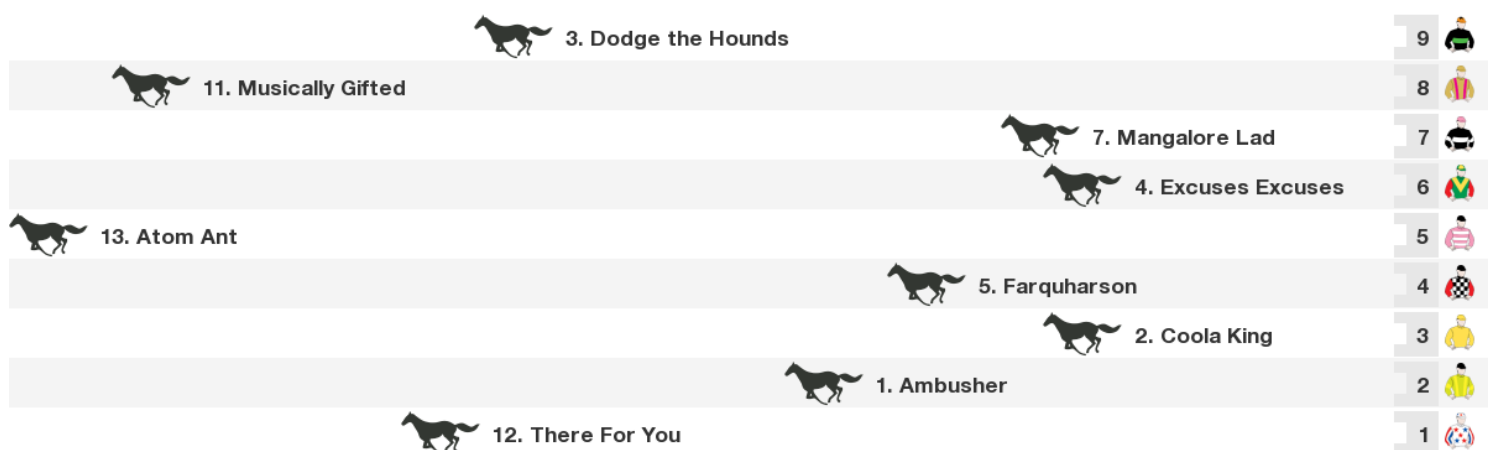 3. Dodge the Hounds 9
11. Musically Gifted 8
7. Mangalore Lad 7
4. Excuses Excuses 6
13. Atom Ant 5
5. Farquharson 4
2. Coola King 3
1. Ambusher 2
12. There For You 1